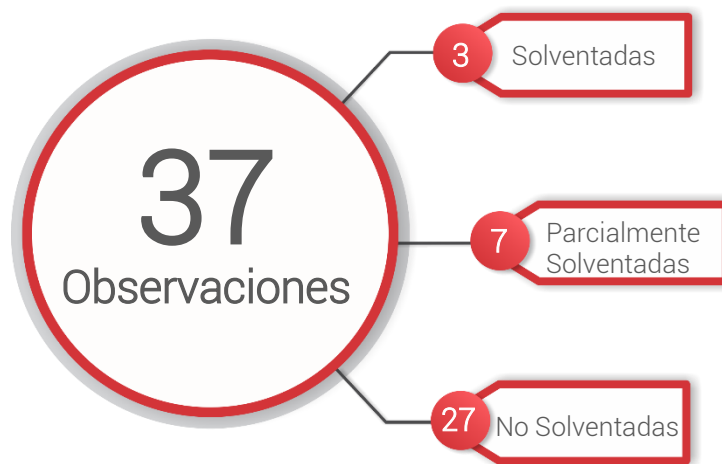 37
Observaciones
3
Solventadas
7
Parcialmente
Solventadas
27
No Solventadas